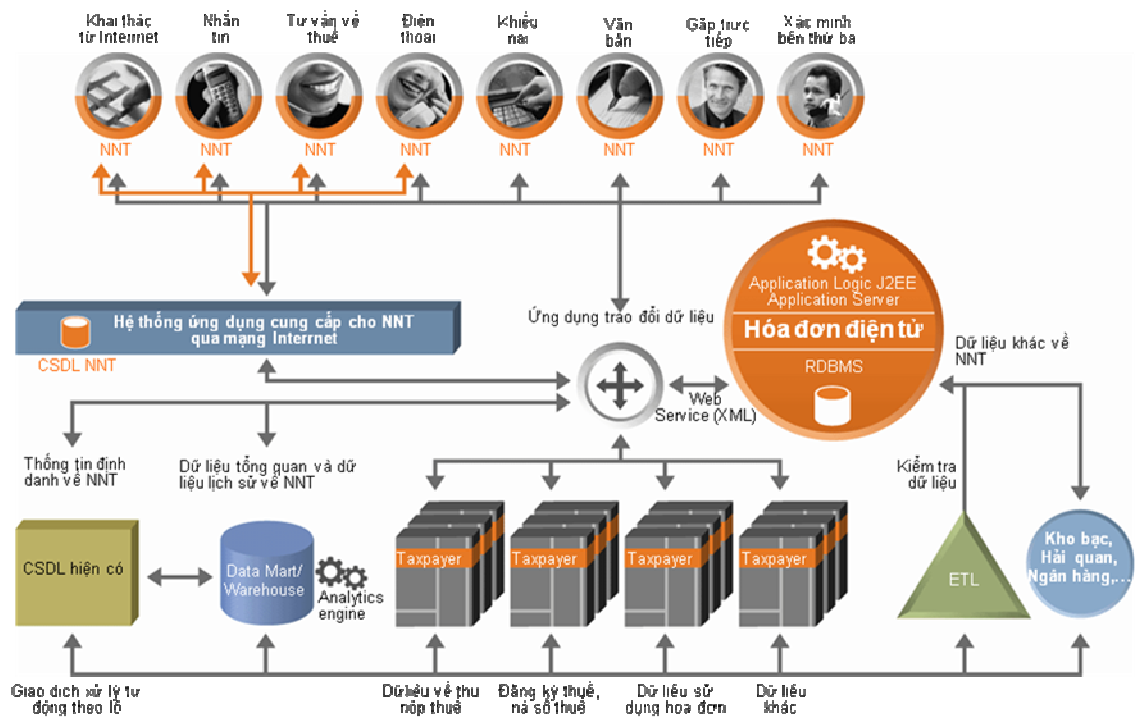 Khai thác
từ Internet
Nhắn
tin
Tư vấn về
thuế
Điện
thoại
Khiếu
nại
Văn
bản
Gặp trực
tiếp
Xác minh
bên thứ ba
NNT
NNT
NNT
NNT
NNT
NNT
NNT
NNT
Hệ thống ứng dụng cung cấp cho NNT
qua mạng Internet
CSDL NNT
Ứng dụng trao đổi dữ liệu
Application Logic J2EE
Application Server
Hóa đơn điện tử
RDBMS
Web
Service (XML)
Dữ liệu khác về
NNT
Thông tin định
danh về NNT
Dữ liệu tổng quan và dữ
liệu lịch sử về NNT
Kiểm tra
dữ liệu
CSDL hiện có
Data Mart/
Warehouse
Analytics
engine
Taxpayer
Taxpayer
Taxpayer
Taxpayer
ETL
Kho bạc,
Hải quan,
Ngân hàng,...
Giao dịch xử lý tự
động theo lô
Dữ liệu về thu
nộp thuế
Đăng ký thuế,
mã số thuế
Dữ liệu sử
dụng hoá đơn
Dữ liệu
khác